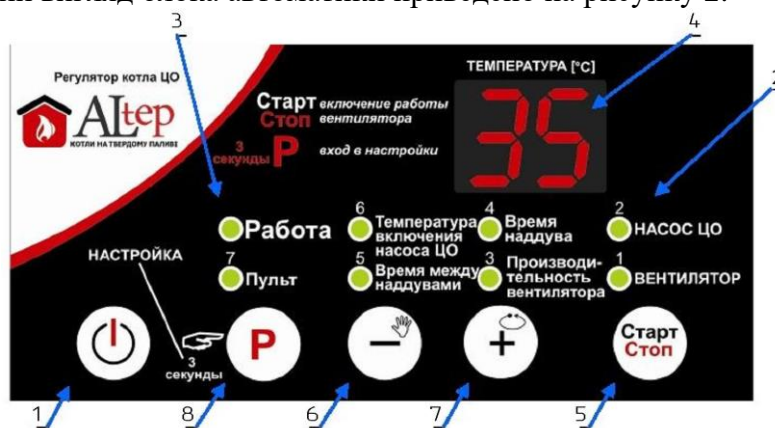 вигляд блока автоматики приведено на рисунку 2.
3
4
2
Регулятор котла ЦО
ALtep
КОТЛИ НА ТВЕРДОМУ ПАЛИВІ
Старт включение работы
Стоп вентилятора
3 секунды P вход в настройки
ТЕМПЕРАТУРА [°C]
35
Работа
6 Температура включения насоса ЦО
4 Время наддува
2 НАСОС ЦО
НАСТРОЙКА
7 Пульт
5 Время между наддувами
3 Производи-
тельность
вентилятора
1 ВЕНТИЛЯТОР
3 секунды
P
−
+
Старт
Стоп
1
8
6
7
5